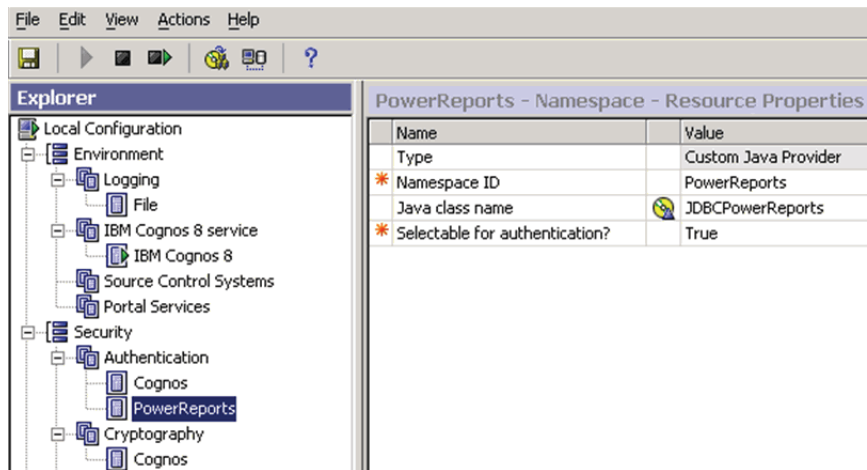 File Edit View Actions Help
Explorer
Local Configuration
Environment
Logging
File
IBM Cognos 8 service
IBM Cognos 8
Source Control Systems
Portal Services
Security
Authentication
Cognos
PowerReports
Cryptography
Cognos
PowerReports - Namespace - Resource Properties
Name Value
Type Custom Java Provider
* Namespace ID PowerReports
Java class name JDBCPowerReports
* Selectable for authentication? True